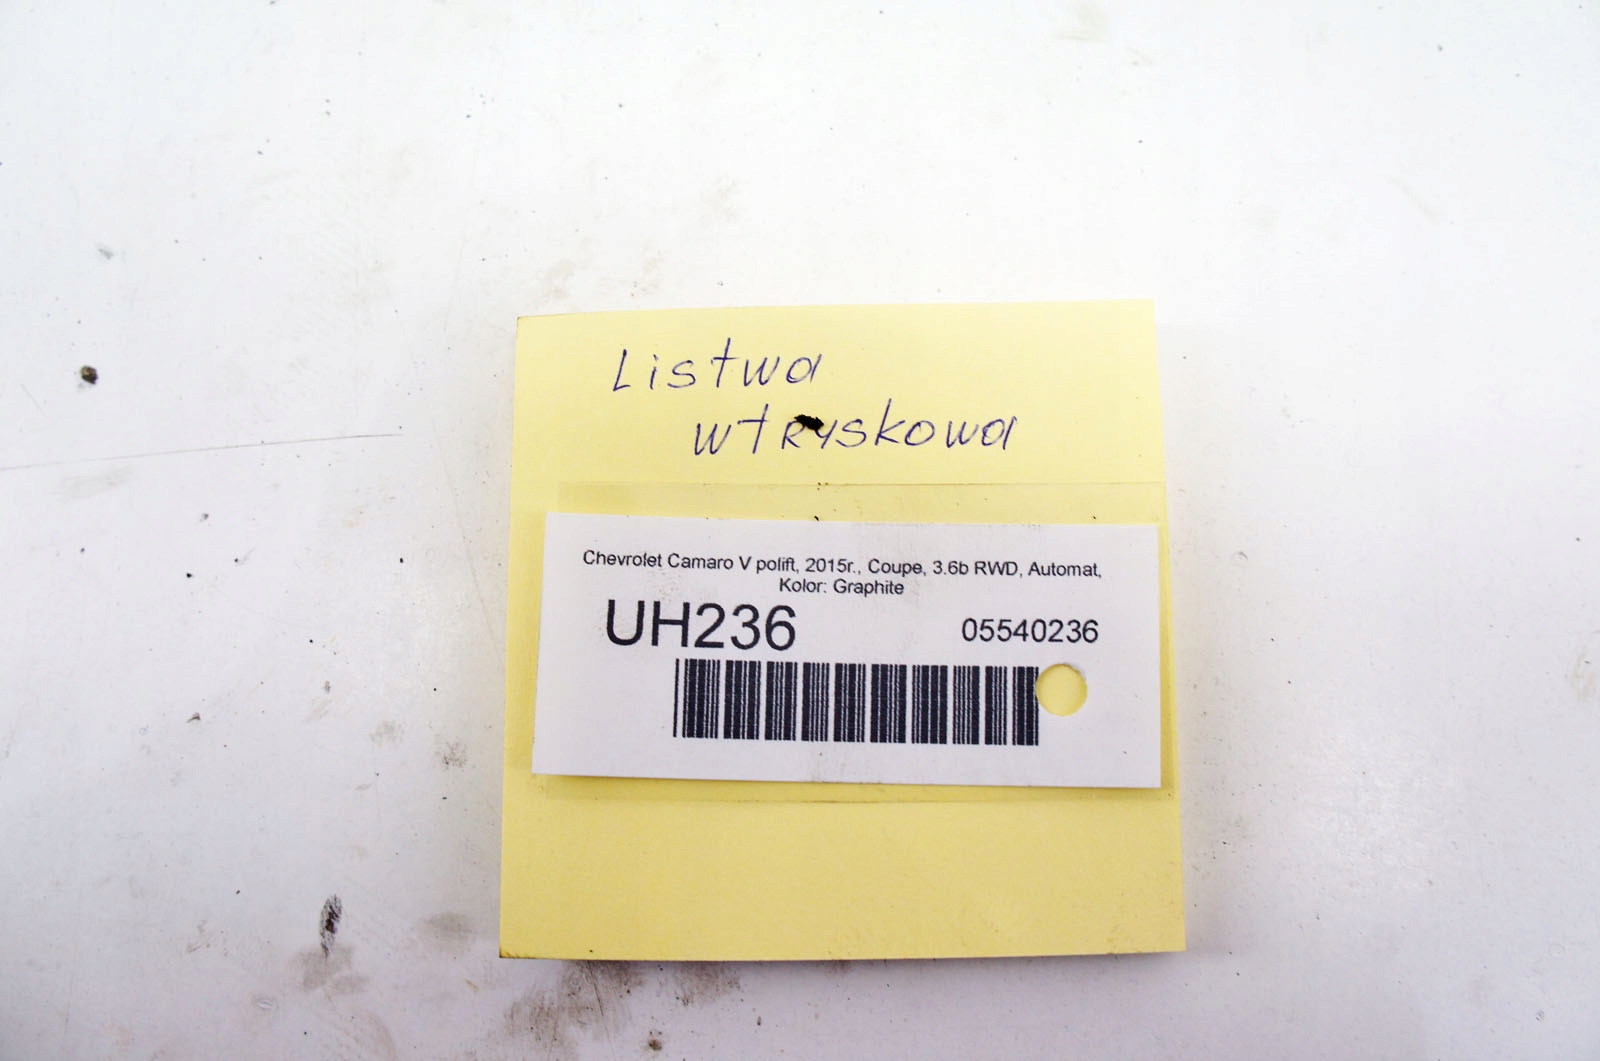 Listwa
wtryskowa
Chevrolet Camaro V polift, 2015r., Coupe, 3.6b RWD, Automat,
Kolor: Graphite
UH236 05540236